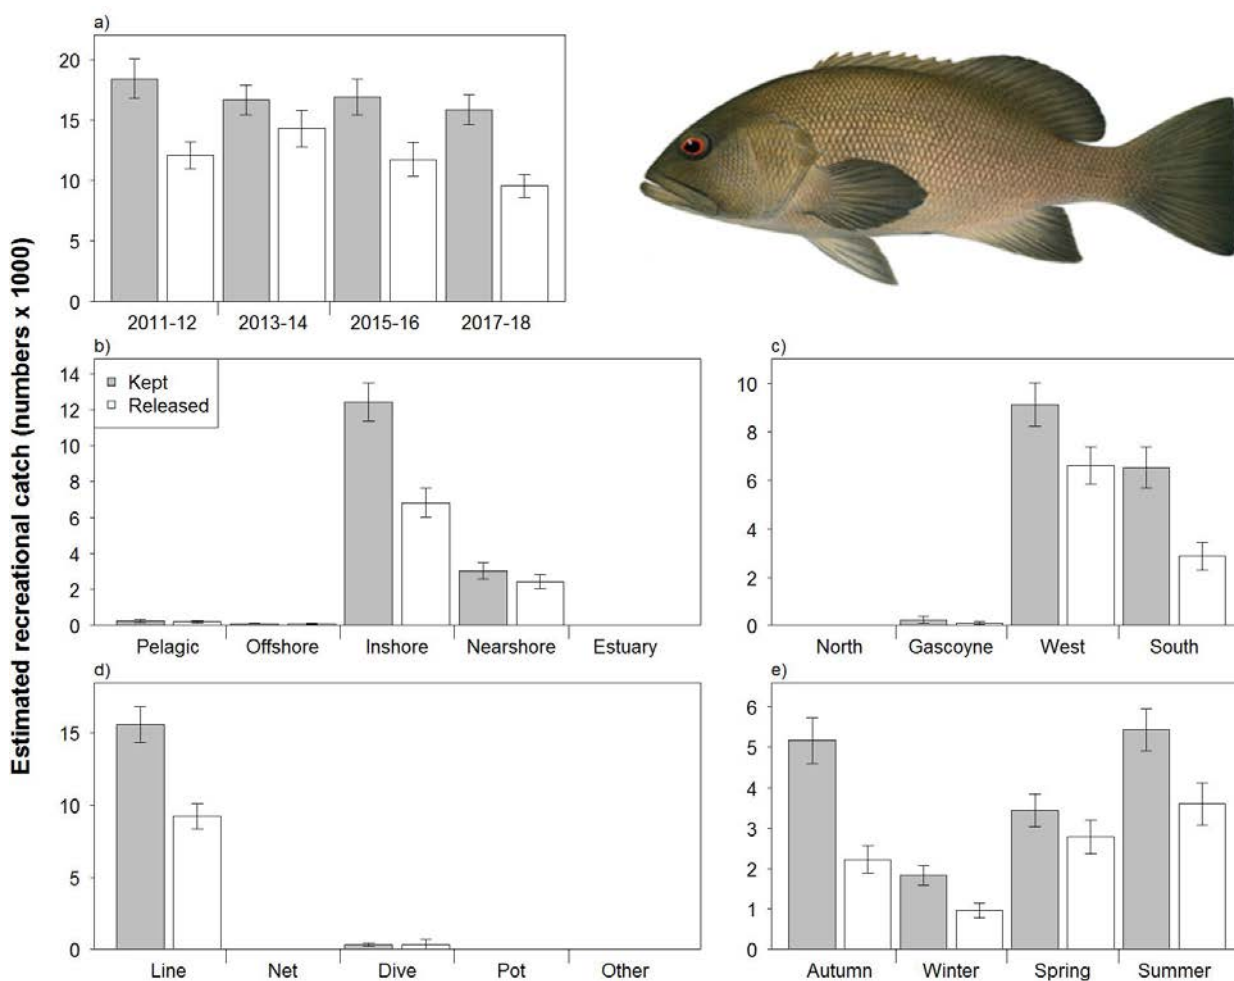 a)
20
15
10
5
0
2011-12 2013-14 2015-16 2017-18
Estimated recreational catch (numbers x 1000)
b)
Kept
Released
14
12
10
8
6
4
2
0
Pelagic Offshore Inshore Nearshore Estuary
c)
10
8
6
4
2
0
North Gascoyne West South
d)
15
10
5
0
Line Net Dive Pot Other
e)
6
5
4
3
2
1
0
Autumn Winter Spring Summer